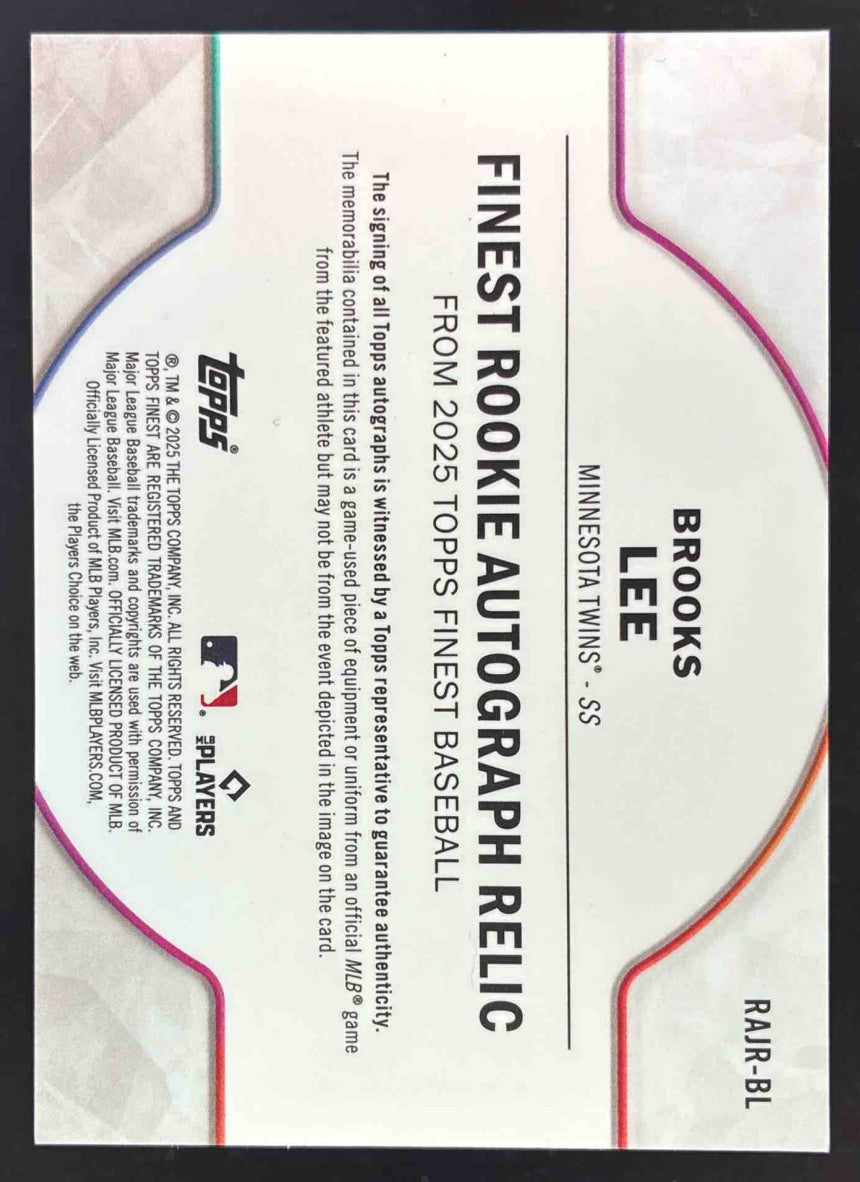 RAJR-BL
BROOKS
LEE
MINNESOTA TWINS® - SS
FINEST ROOKIE AUTOGRAPH RELIC
FROM 2025 TOPPS FINEST BASEBALL
The signing of all Topps autographs is witnessed by a Topps representative to guarantee authenticity.
The memorabilia contained in this card is a game-used piece of equipment or uniform from an official MLB® game
from the featured athlete but may not be from the event depicted in the image on the card.
topps®
®
MLB PLAYERS
®, TM & © 2025 THE TOPPS COMPANY, INC. ALL RIGHTS RESERVED. TOPPS AND
TOPPS FINEST ARE REGISTERED TRADEMARKS OF THE TOPPS COMPANY, INC.
Major League Baseball trademarks and copyrights are used with permission of
Major League Baseball. Visit MLB.com. OFFICIALLY LICENSED PRODUCT OF MLB.
Officially Licensed Product of MLB Players, Inc. Visit MLBPLAYERS.COM,
the Players Choice on the web.